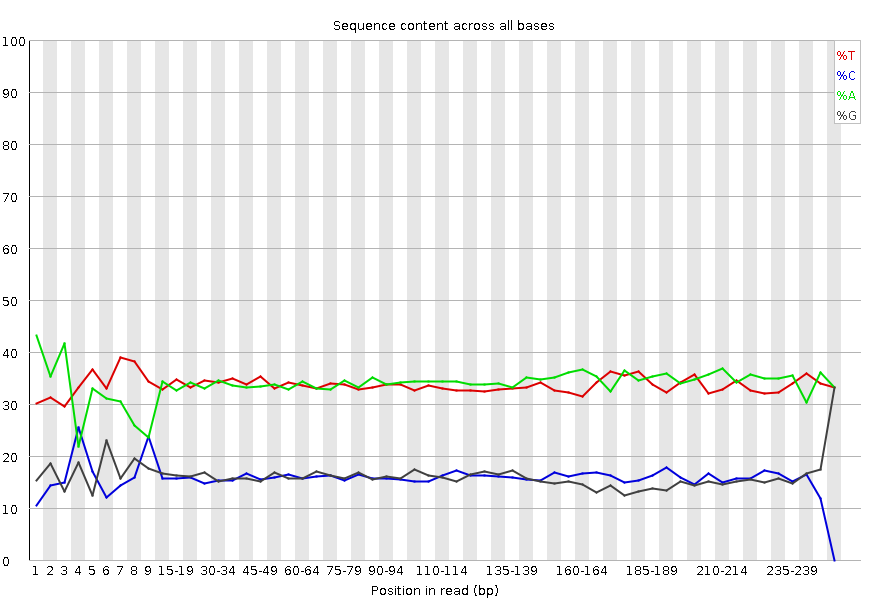 Sequence content across all bases
100
90
80
70
60
50
40
30
20
10
0
%T
%C
%A
%G
1 2 3 4 5 6 7 8 9 15-19 30-34 45-49 60-64 75-79 90-94 110-114 135-139 160-164 185-189 210-214 235-239
Position in read (bp)